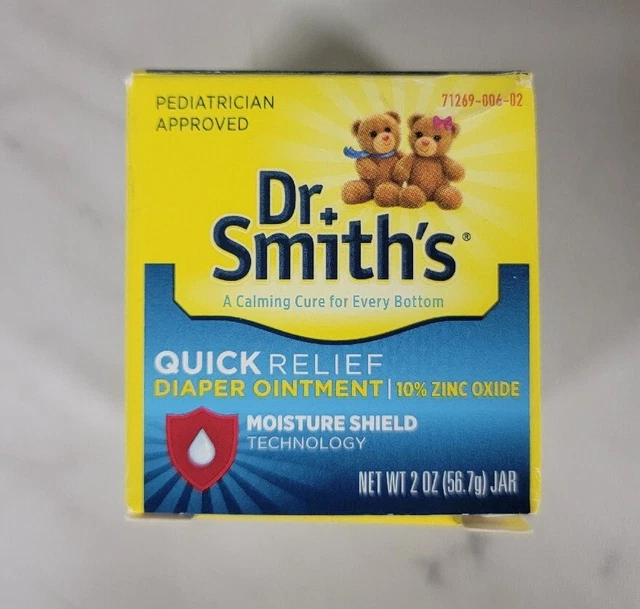 PEDIATRICIAN
APPROVED
71269-006-02
Dr.
Smith's®
A Calming Cure for Every Bottom
QUICK RELIEF
DIAPER OINTMENT | 10% ZINC OXIDE
MOISTURE SHIELD
TECHNOLOGY
NET WT 2 OZ (56.7g) JAR